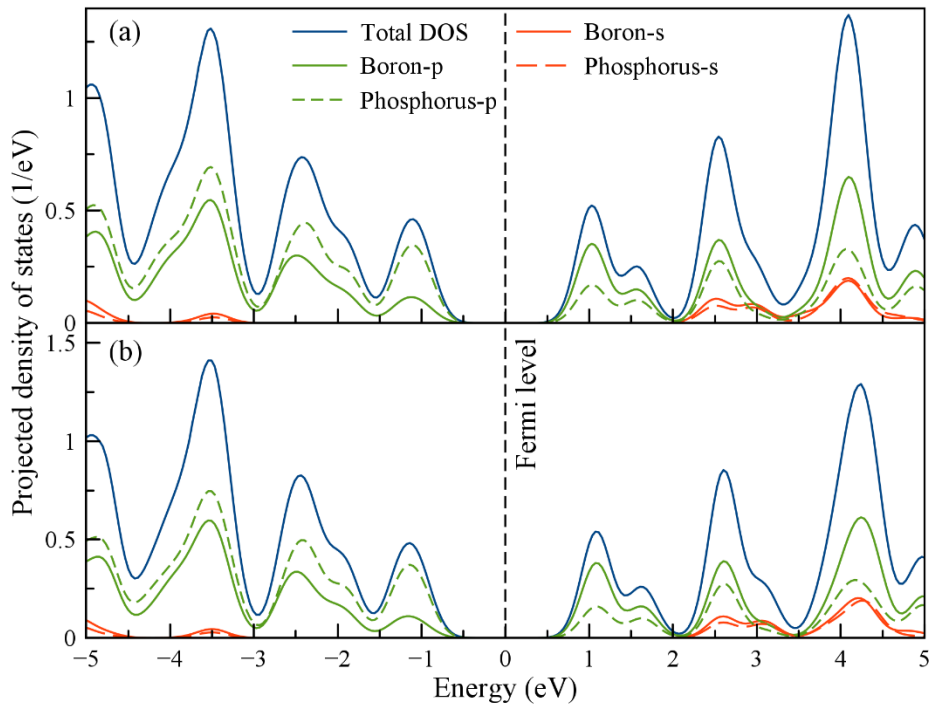 (a)
Total DOS
Boron-p
Phosphorus-p
Boron-s
Phosphorus-s
1
0.5
0
Projected density of states (1/eV)
(b)
Fermi level
1.5
1
0.5
0
−5 −4 −3 −2 −1 0 1 2 3 4 5
Energy (eV)